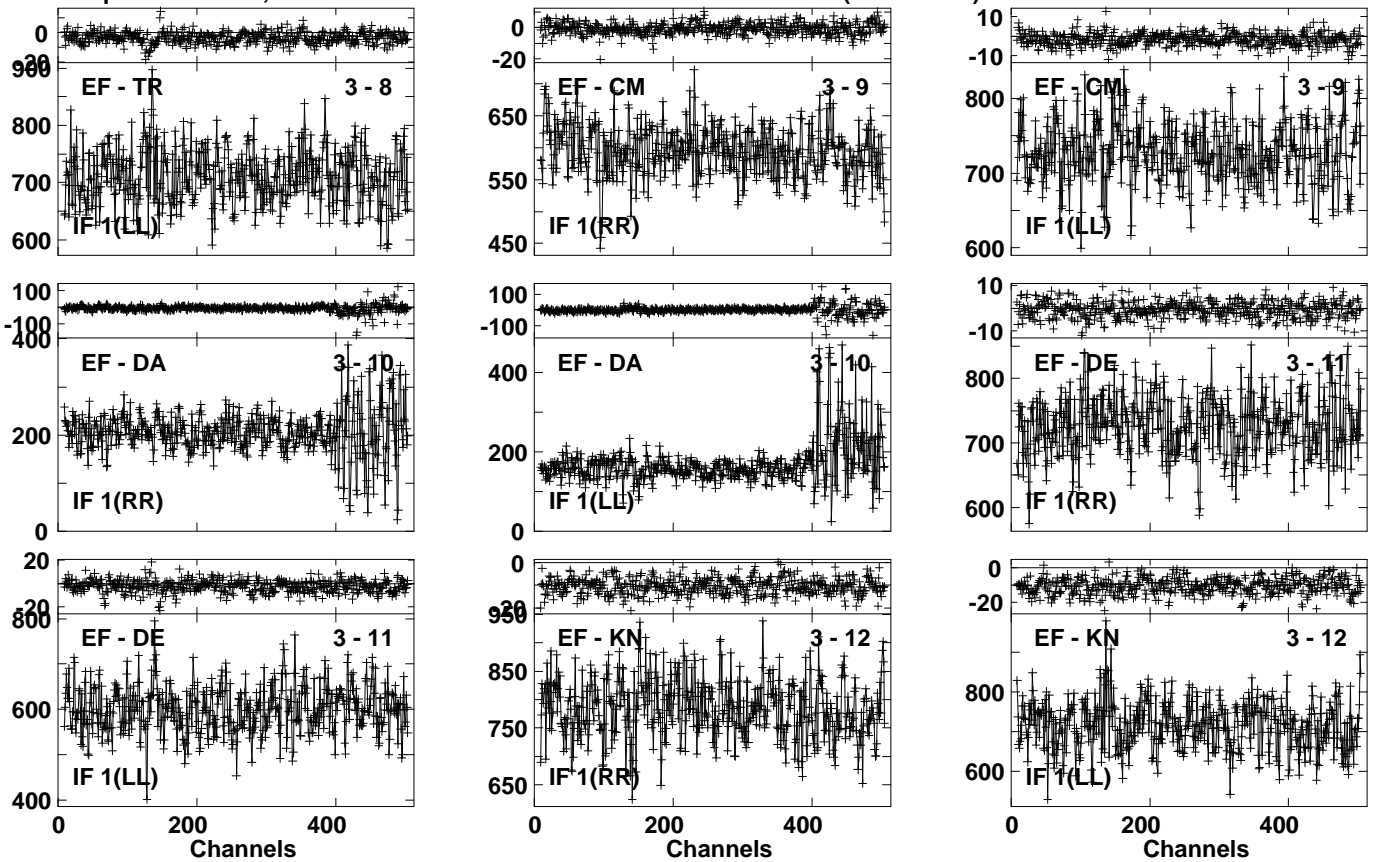 0
-20
900
EF - TR 3 - 8
800
700
600
IF 1(LL)
0
-20
EF - CM 3 - 9
650
550
450
IF 1(RR)
10
-10
EF - CM 3 - 9
800
700
600
IF 1(LL)
100
-100
400
EF - DA 3 - 10
200
0
IF 1(RR)
100
-100
EF - DA 3 - 10
400
200
0
IF 1(LL)
10
-10
EF - DE 3 - 11
800
700
600
IF 1(RR)
20
-20
800
EF - DE 3 - 11
600
400
IF 1(LL)
0 200 400
Channels
0
-20
950
EF - KN 3 - 12
850
750
650
IF 1(RR)
0 200 400
Channels
0
-20
EF - KN 3 - 12
800
600
IF 1(LL)
0 200 400
Channels